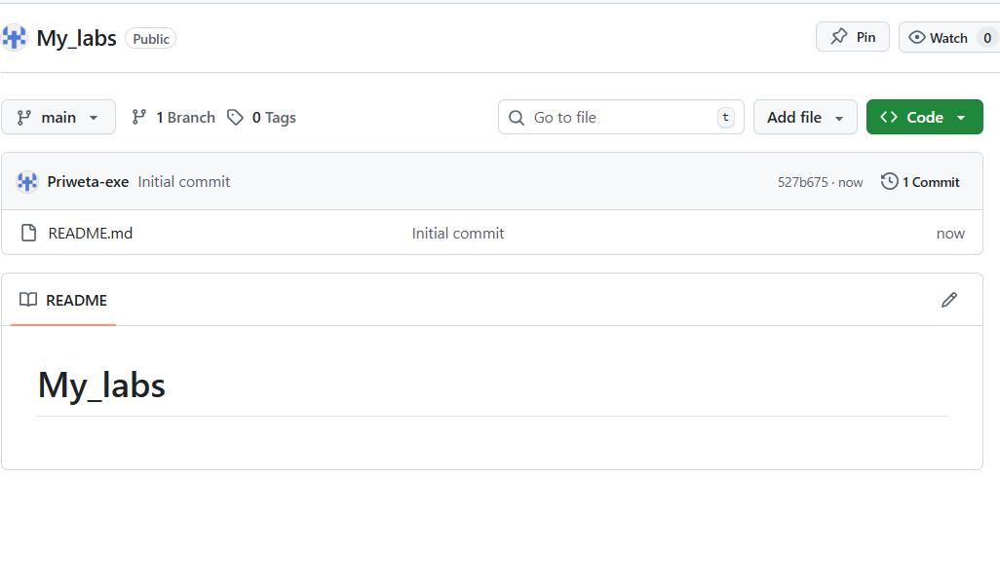 My_labs Public Pin Watch 0
main 1 Branch 0 Tags Go to file t Add file Code
Priweta-exe Initial commit 527b675 · now 1 Commit
README.md Initial commit now
README
My_labs